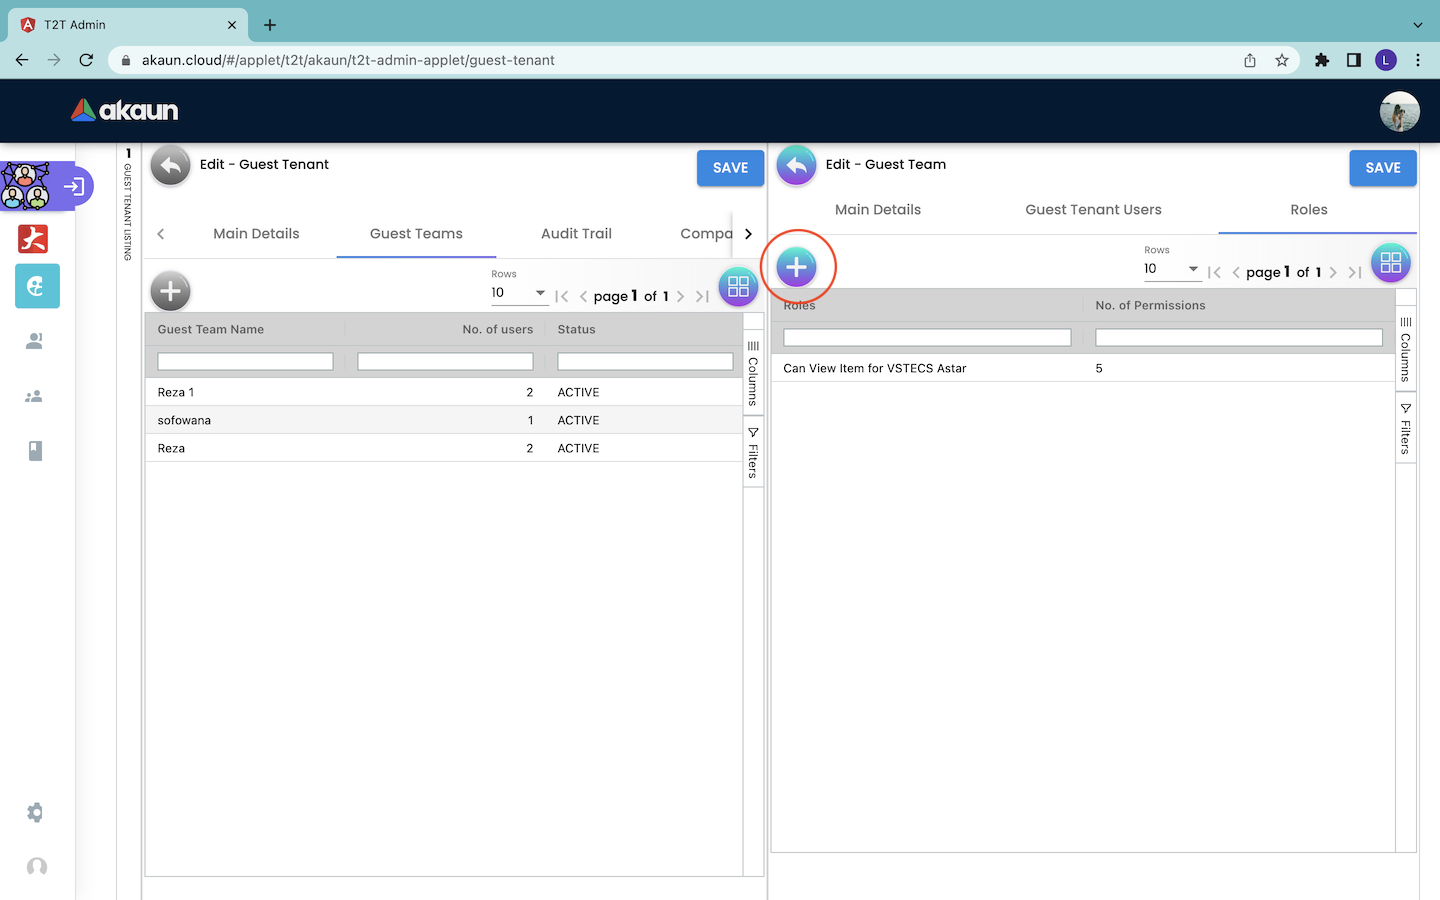 T2T Admin
akaun.cloud/#/applet/t2t/akaun/t2t-admin-applet/guest-tenant
L
akaun
1
GUEST TENANT LISTING
Edit - Guest Tenant
SAVE
Main Details
Guest Teams
Audit Trail
Compa
Rows
10
page 1 of 1
Guest Team Name
No. of users
Status
Reza 1 2 ACTIVE
sofowana 1 ACTIVE
Reza 2 ACTIVE
Columns
Filters
Edit - Guest Team
SAVE
Main Details
Guest Tenant Users
Roles
Rows
10
page 1 of 1
Roles
No. of Permissions
Can View Item for VSTECS Astar 5
Columns
Filters